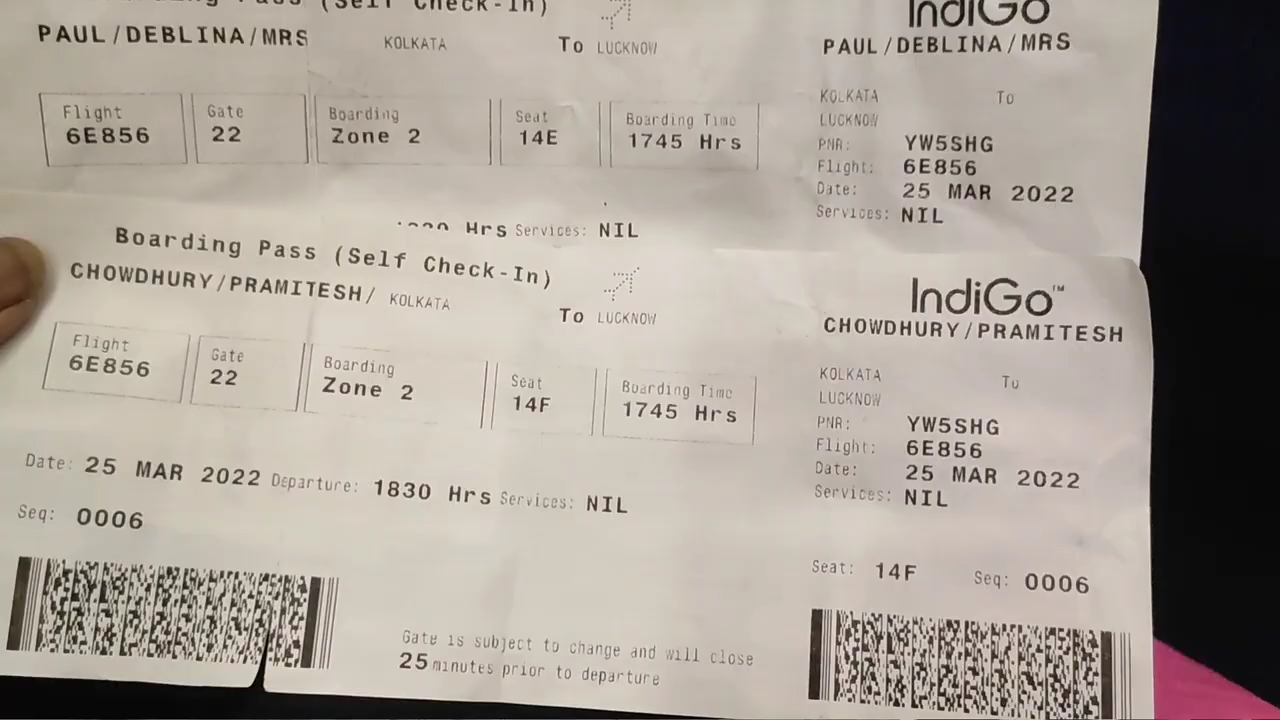 Pass (Self Check-In)
IndiGo
PAUL/DEBLINA/MRS KOLKATA To LUCKNOW
PAUL/DEBLINA/MRS
Flight Gate Boarding Seat Boarding Time
6E856 22 Zone 2 14E 1745 Hrs
KOLKATA To
LUCKNOW
PNR: YW5SHG
Flight: 6E856
Date: 25 MAR 2022
Services: NIL
Hrs Services: NIL
Boarding Pass (Self Check-In)
CHOWDHURY/PRAMITESH/ KOLKATA To LUCKNOW
IndiGo™
CHOWDHURY/PRAMITESH
Flight Gate Boarding Seat Boarding Time
6E856 22 Zone 2 14F 1745 Hrs
KOLKATA To
LUCKNOW
PNR: YW5SHG
Flight: 6E856
Date: 25 MAR 2022
Services: NIL
Date: 25 MAR 2022 Departure: 1830 Hrs Services: NIL
Seq: 0006
Seat: 14F Seq: 0006
Gate is subject to change and will close
25 minutes prior to departure